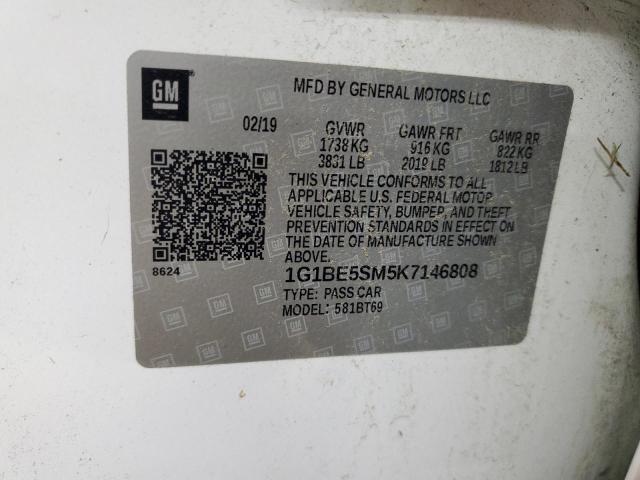 GM
MFD BY GENERAL MOTORS LLC
02/19 GVWR GAWR FRT GAWR RR
1738 KG 916 KG 822 KG
3831 LB 2019 LB 1812 LB
THIS VEHICLE CONFORMS TO ALL
APPLICABLE U.S. FEDERAL MOTOR
VEHICLE SAFETY, BUMPER, AND THEFT
PREVENTION STANDARDS IN EFFECT ON
THE DATE OF MANUFACTURE SHOWN
ABOVE.
8624
1G1BE5SM5K7146808
TYPE: PASS CAR
MODEL: 581BT69